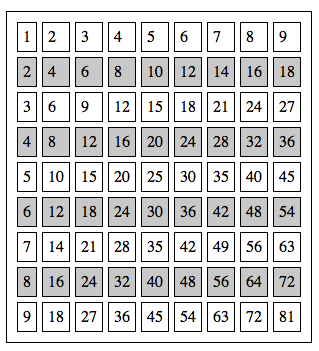 1 2 3 4 5 6 7 8 9
2 4 6 8 10 12 14 16 18
3 6 9 12 15 18 21 24 27
4 8 12 16 20 24 28 32 36
5 10 15 20 25 30 35 40 45
6 12 18 24 30 36 42 48 54
7 14 21 28 35 42 49 56 63
8 16 24 32 40 48 56 64 72
9 18 27 36 45 54 63 72 81